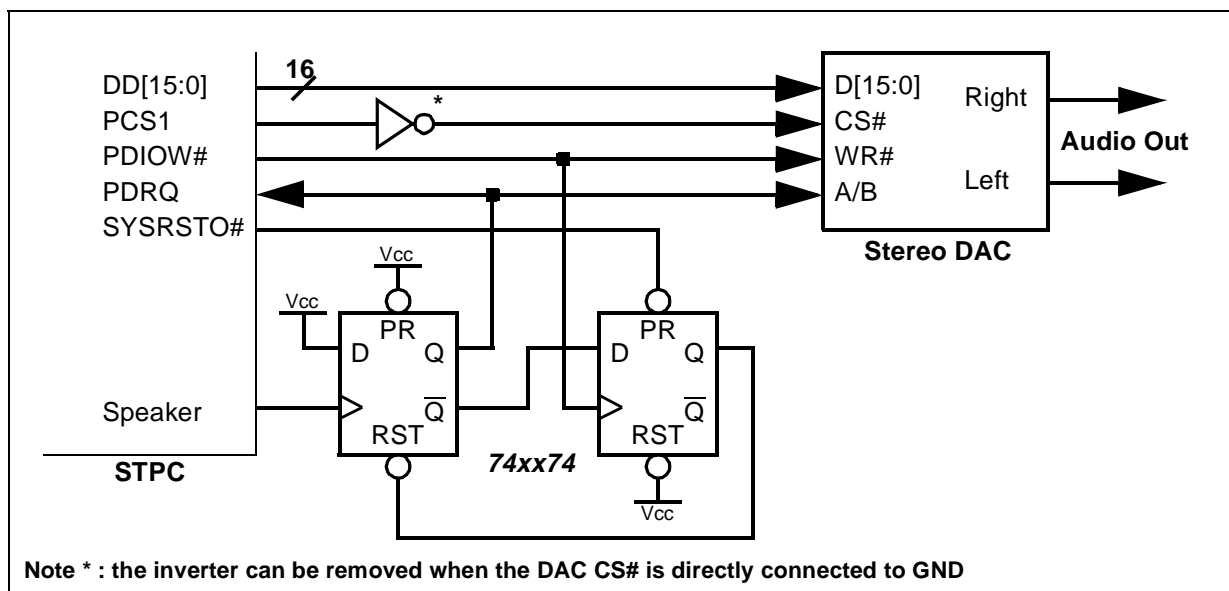 DD[15:0]
PCS1
PDIOW#
PDRQ
SYSRSTO#
Speaker
STPC
16
*
D[15:0]
CS#
WR#
A/B
Right
Left
Stereo DAC
Audio Out
Vcc
Vcc
PR
D
Q
Q
RST
74xx74
PR
D
Q
Q
RST
Vcc
Note * : the inverter can be removed when the DAC CS# is directly connected to GND